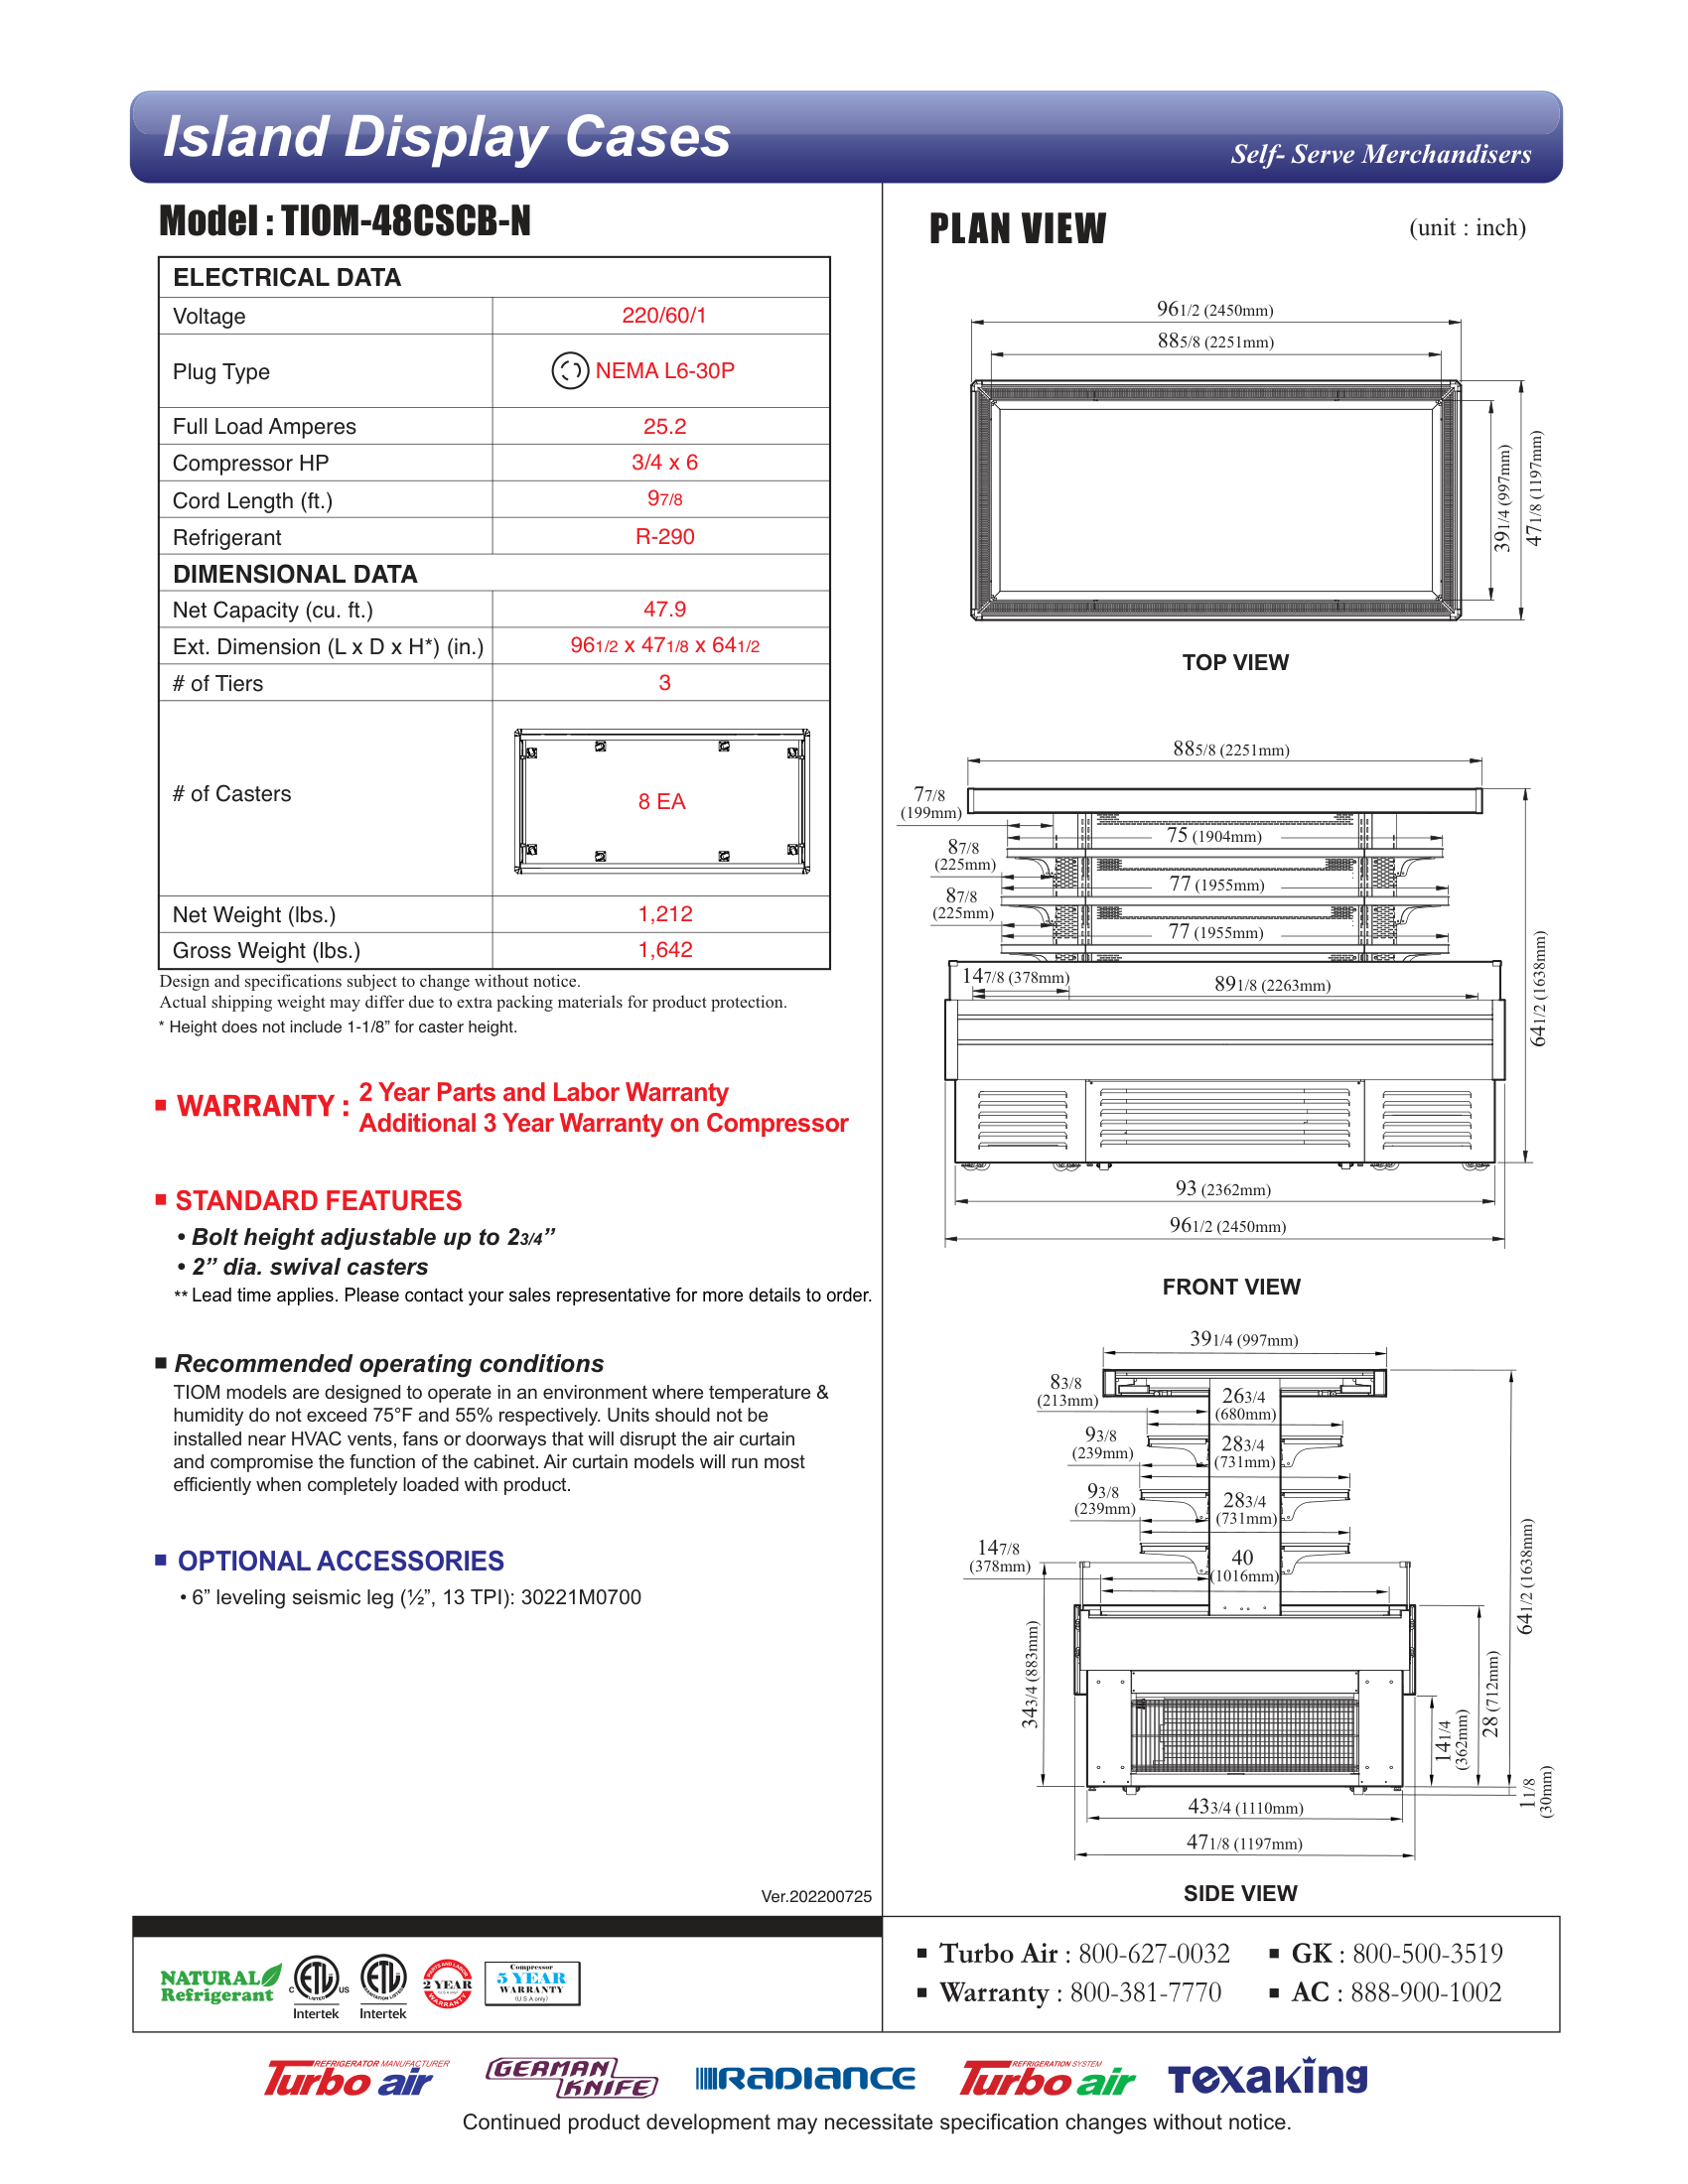 Island Display Cases
Self- Serve Merchandisers
Model : TIOM-48CSCB-N
ELECTRICAL DATA
Voltage 220/60/1
Plug Type NEMA L6-30P
Full Load Amperes 25.2
Compressor HP 3/4 x 6
Cord Length (ft.) 97/8
Refrigerant R-290
DIMENSIONAL DATA
Net Capacity (cu. ft.) 47.9
Ext. Dimension (L x D x H*) (in.) 961/2 x 471/8 x 641/2
# of Tiers 3
# of Casters 8 EA
Net Weight (lbs.) 1,212
Gross Weight (lbs.) 1,642
Design and specifications subject to change without notice.
Actual shipping weight may differ due to extra packing materials for product protection.
* Height does not include 1-1/8” for caster height.
WARRANTY : 2 Year Parts and Labor Warranty
Additional 3 Year Warranty on Compressor
STANDARD FEATURES
• Bolt height adjustable up to 23/4”
• 2” dia. swival casters
** Lead time applies. Please contact your sales representative for more details to order.
Recommended operating conditions
TIOM models are designed to operate in an environment where temperature &
humidity do not exceed 75°F and 55% respectively. Units should not be
installed near HVAC vents, fans or doorways that will disrupt the air curtain
and compromise the function of the cabinet. Air curtain models will run most
efficiently when completely loaded with product.
OPTIONAL ACCESSORIES
• 6” leveling seismic leg (½”, 13 TPI): 30221M0700
Ver.202200725
PLAN VIEW
(unit : inch)
961/2 (2450mm)
885/8 (2251mm)
391/4 (997mm)
471/8 (1197mm)
TOP VIEW
885/8 (2251mm)
77/8
(199mm)
75 (1904mm)
87/8
(225mm)
77 (1955mm)
87/8
(225mm)
77 (1955mm)
147/8 (378mm)
891/8 (2263mm)
641/2 (1638mm)
93 (2362mm)
961/2 (2450mm)
FRONT VIEW
391/4 (997mm)
83/8
(213mm)
263/4
(680mm)
93/8
(239mm)
283/4
(731mm)
93/8
(239mm)
283/4
(731mm)
147/8
(378mm)
40
(1016mm)
343/4 (883mm)
141/4
(362mm)
28 (712mm)
641/2 (1638mm)
11/8
(30mm)
433/4 (1110mm)
471/8 (1197mm)
SIDE VIEW
NATURAL
Refrigerant
C ETL US
LISTED
Intertek
ETL
Intertek
PARTS AND LABOR
2 YEAR
WARRANTY
Compressor
5 YEAR
WARRANTY
(U.S.A only)
Turbo Air : 800-627-0032
GK : 800-500-3519
Warranty : 800-381-7770
AC : 888-900-1002
REFRIGERATOR MANUFACTURER
Turbo air
GERMAN
KNIFE
RADIANCE
REFRIGERATION SYSTEM
Turbo air
Texaking
Continued product development may necessitate specification changes without notice.